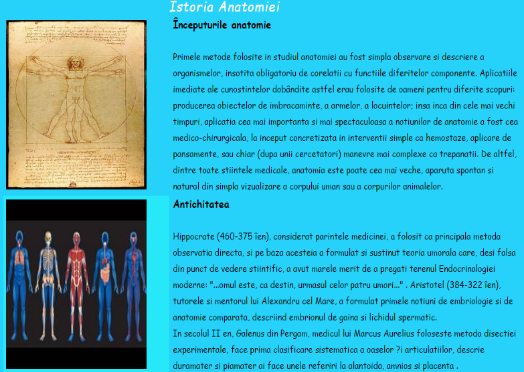 Istoria Anatomiei
Începuturile anatomie
Primele metode folosite in studiul anatomiei au fost simpla observare si descriere a
organismelor, insotita obligatoriu de corelatii cu functiile diferitelor componente. Aplicatiile
imediate ale cunostintelor dobândite astfel erau folosite de oameni pentru diferite scopuri:
producerea obiectelor de imbracaminte, a armelor, a locuintelor; insa inca din cele mai vechi
timpuri, aplicatia cea mai importanta si mai spectaculoasa a notiunilor de anatomie a fost cea
medico-chirurgicala, la inceput concretizata in interventii simple ca hemostaza, aplicare de
pansamente, sau chiar (dupa unii cercetatori) manevre mai complexe ca trepanatii. De altfel,
dintre toate stiintele medicale, anatomia este poate cea mai veche, aparuta spontan si
natural din simpla vizualizare a corpului uman sau a corpurilor animalelor.
Antichitatea
Hippocrate (460-375 îen), considerat parintele medicinei, a folosit ca principala metoda
observatia directa, si pe baza acesteia a formulat si sustinut teoria umorala care, desi falsa
din punct de vedere stiintific, a avut marele merit de a pregati terenul Endocrinologiei
moderne: "...omul este, ca destin, urmasul celor patru umori..." . Aristotel (384-322 îen),
tutorele si mentorul lui Alexandru cel Mare, a formulat primele notiuni de embriologie si de
anatomie comparata, descriind embrionul de gaina si lichidul spermatic.
In secolul II en, Galenus din Pergam, medicul lui Marcus Aurelius foloseste metoda disectiei
experimentale, face prima clasificare sistematica a oaselor ?i articulatiilor, descrie
duramater si piamater ai face unele referiri la alantoida, amnios si placenta .